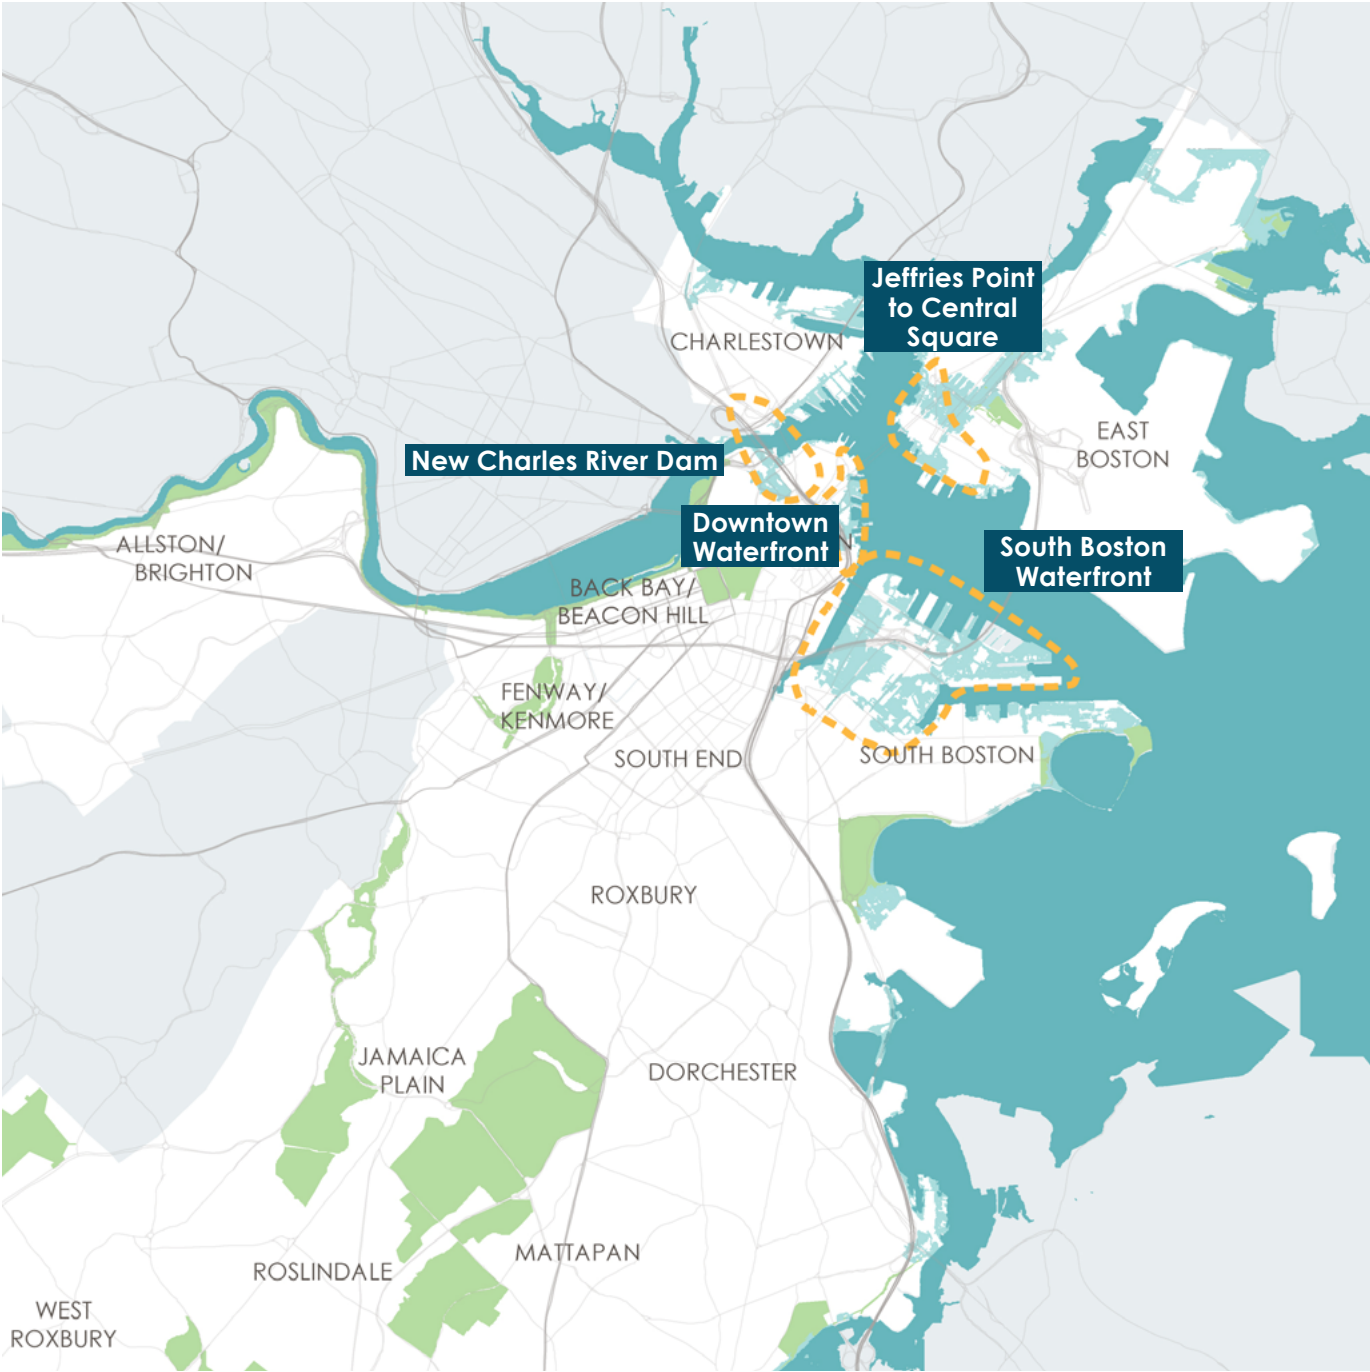 Jeffries Point
to Central
Square
CHARLESTOWN
EAST
BOSTON
New Charles River Dam
Downtown
Waterfront
South Boston
Waterfront
ALLSTON/
BRIGHTON
BACK BAY/
BEACON HILL
FENWAY/
KENMORE
SOUTH END
SOUTH BOSTON
ROXBURY
JAMAICA
PLAIN
DORCHESTER
MATTAPAN
ROSLINDALE
WEST
ROXBURY